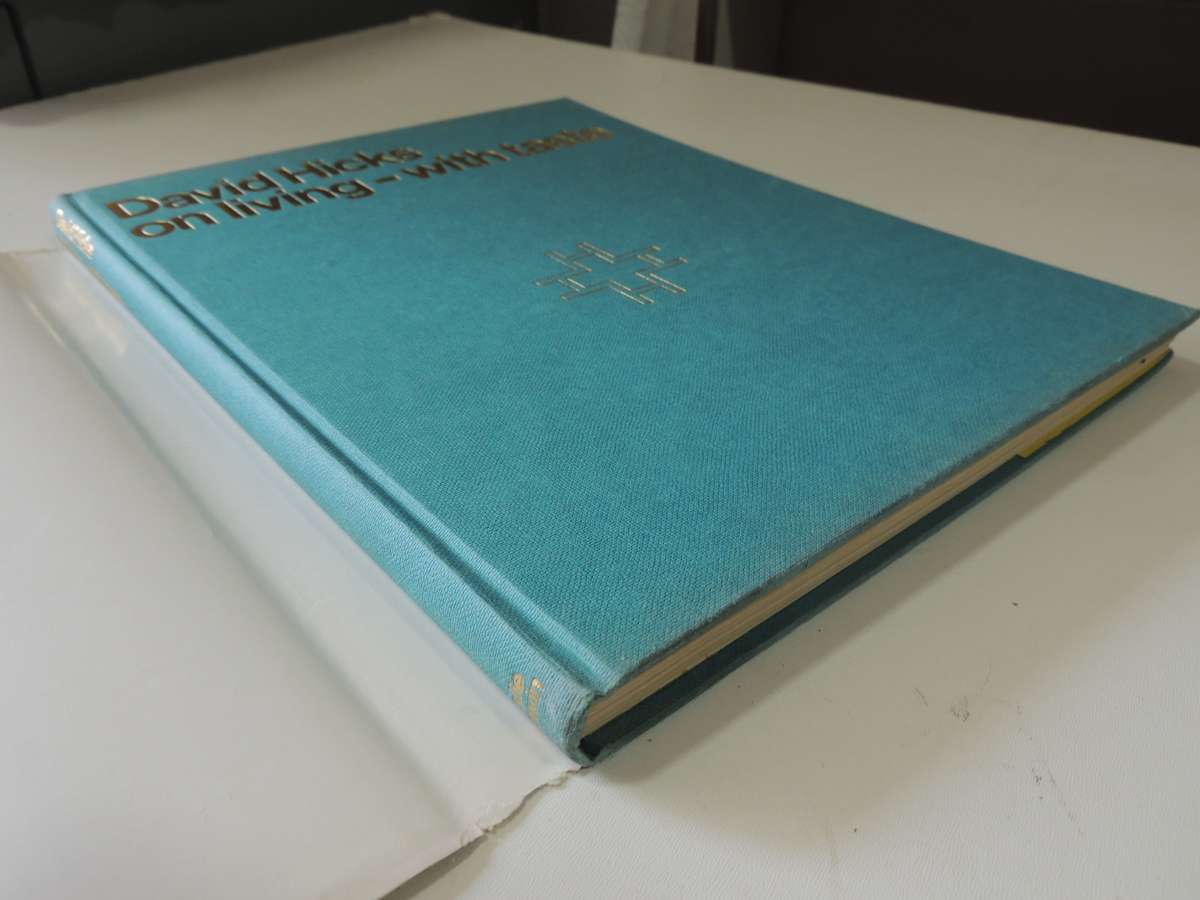 David Hicks
on living – with taste